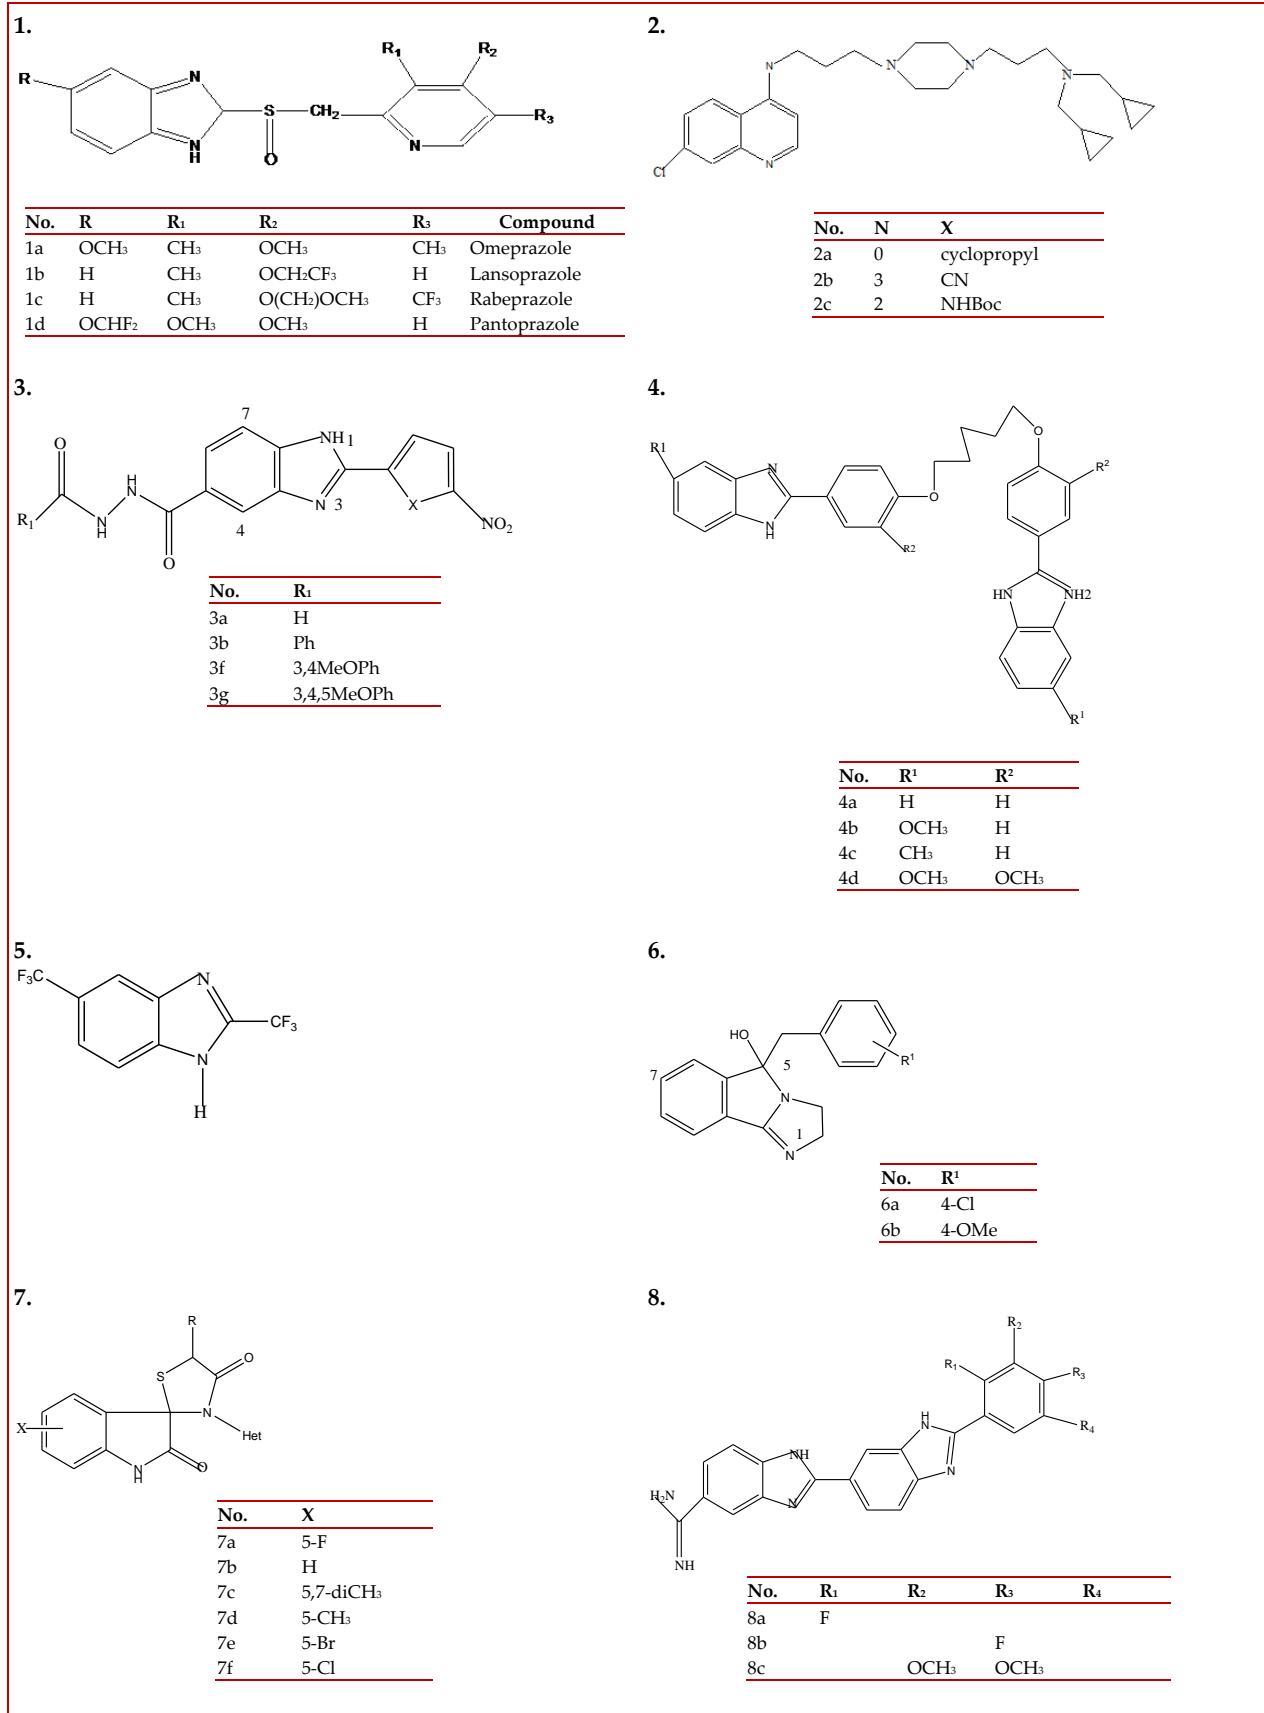 1.
R
N
N
H
S
O
CH2
R1
R2
N
R3
No. R R1 R2 R3 Compound
1a OCH3 CH3 OCH3 CH3 Omeprazole
1b H CH3 OCH2CF3 H Lansoprazole
1c H CH3 O(CH2)OCH3 CF3 Rabeprazole
1d OCHF2 OCH3 OCH3 H Pantoprazole
2.
N
H
N
N
N
Cl
N
No. N X
2a 0 cyclopropyl
2b 3 CN
2c 2 NHBoc
3.
O
R1
N
H
H
N
O
7
4
NH 1
N 3
X
NO2
No. R1
3a H
3b Ph
3f 3,4MeOPh
3g 3,4,5MeOPh
4.
R1
N
N
H
R2
O
O
R2
HN
NH2
R1
No. R1 R2
4a H H
4b OCH3 H
4c CH3 H
4d OCH3 OCH3
5.
F3C
N
CF3
N
H
6.
HO
5
R1
7
N
1
N
No. R1
6a 4-Cl
6b 4-OMe
7.
R
S
O
N
Het
X
O
N
H
No. X
7a 5-F
7b H
7c 5,7-diCH3
7d 5-CH3
7e 5-Br
7f 5-Cl
8.
R2
R1
R3
R4
H
N
N
NH
N
H2N
NH
No. R1 R2 R3 R4
8a F
8b F
8c OCH3 OCH3